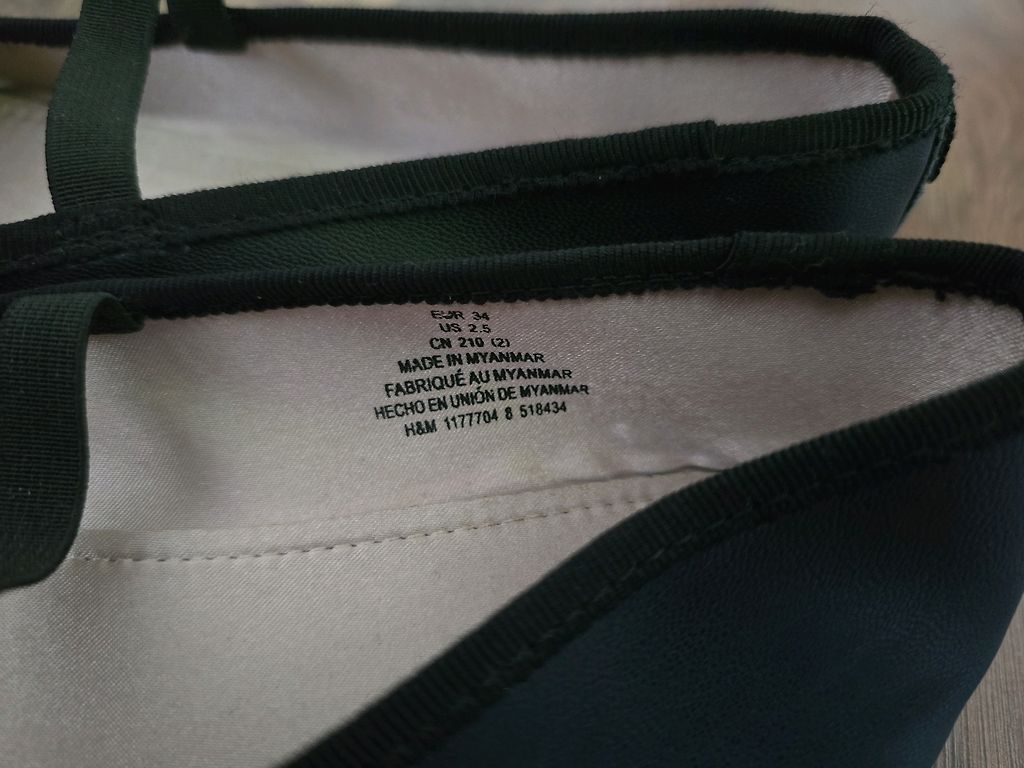 EUR 34
US 2.5
CN 210 (2)
MADE IN MYANMAR
FABRIQUÉ AU MYANMAR
HECHO EN UNIÓN DE MYANMAR
H&M 1177704 8 518434